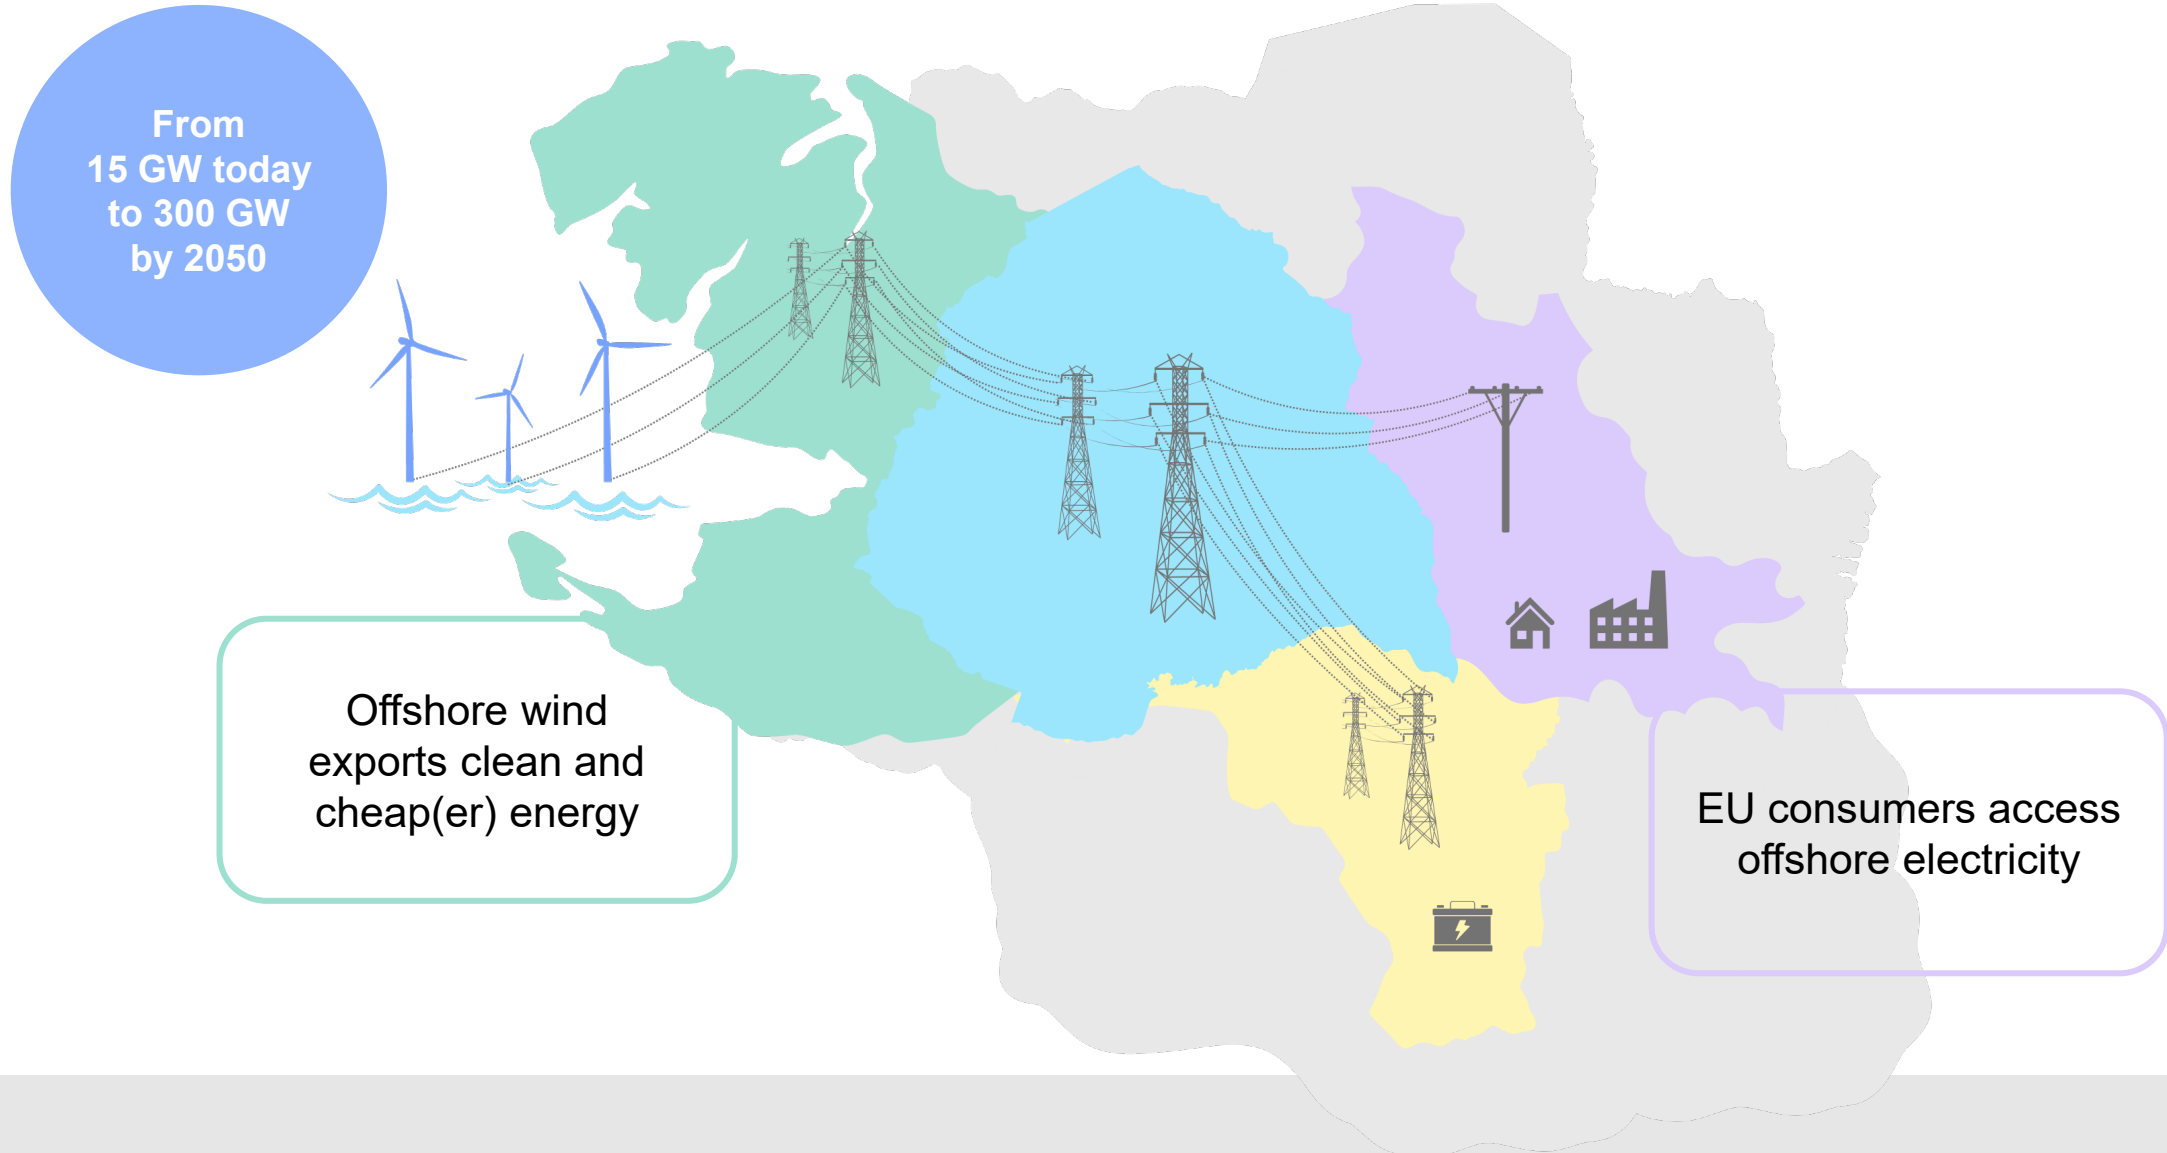 From
15 GW today
to 300 GW
by 2050
Offshore wind
exports clean and
cheap(er) energy
EU consumers access
offshore electricity